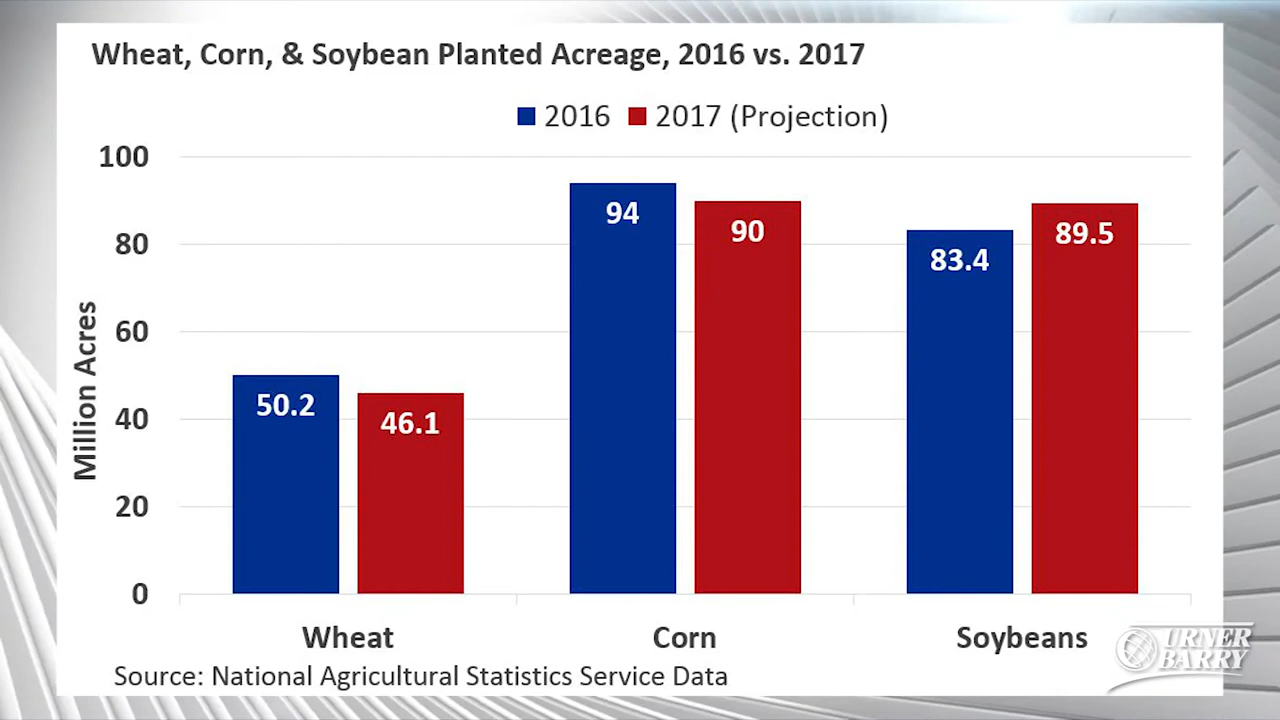 Wheat, Corn, & Soybean Planted Acreage, 2016 vs. 2017
2016 2017 (Projection)
Million Acres
100
80
60
40
20
0
50.2
46.1
94
90
83.4
89.5
Wheat Corn Soybeans
Source: National Agricultural Statistics Service Data
URNER
BARRY